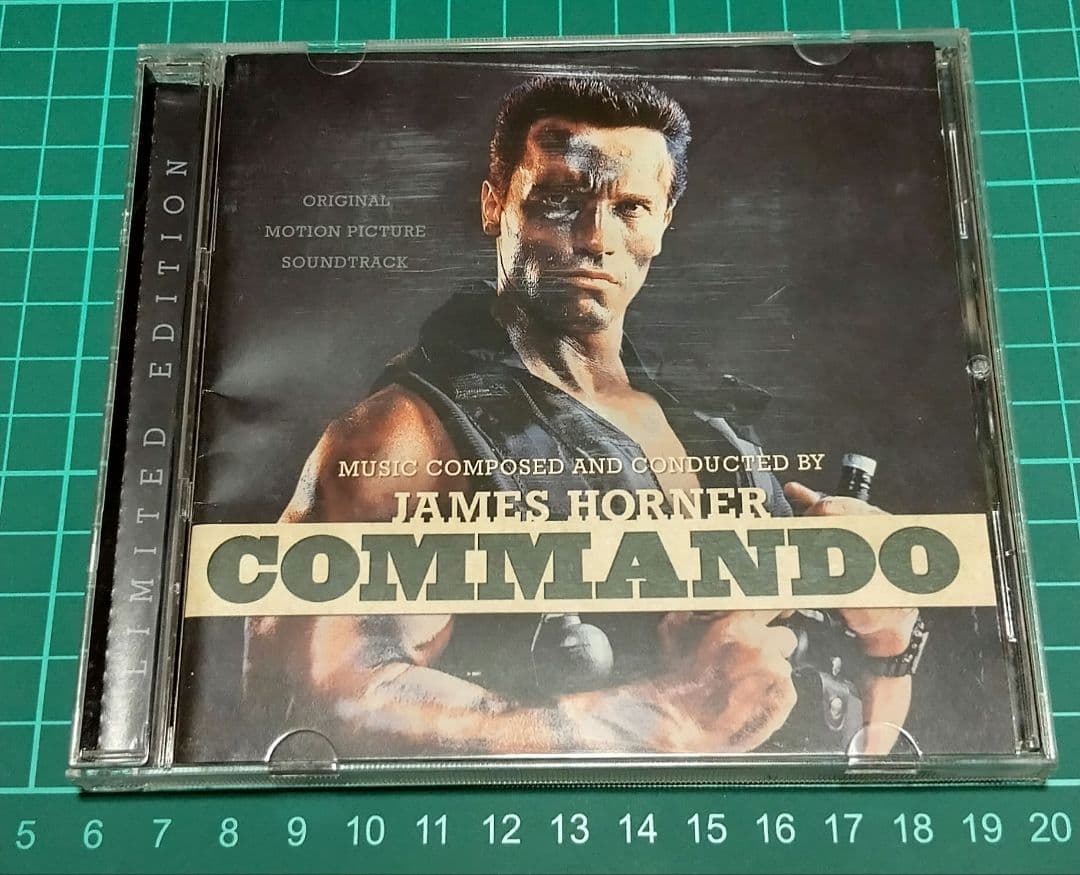 LIMITED EDITION
ORIGINAL
MOTION PICTURE
SOUNDTRACK
MUSIC COMPOSED AND CONDUCTED BY
JAMES HORNER
COMMANDO
5 6 7 8 9 10 11 12 13 14 15 16 17 18 19 20